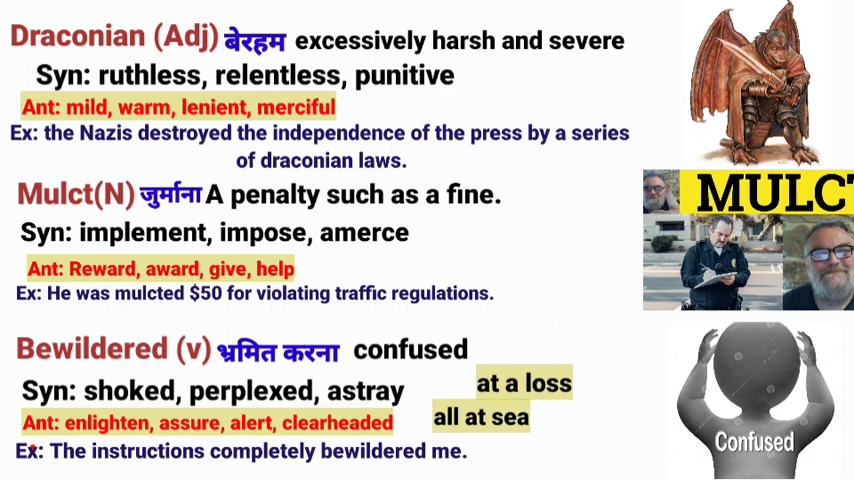 Draconian (Adj) बेरहम excessively harsh and severe
Syn: ruthless, relentless, punitive
Ant: mild, warm, lenient, merciful
Ex: the Nazis destroyed the independence of the press by a series
of draconian laws.
Mulct(N) जुर्माना A penalty such as a fine.
MULCT
Syn: implement, impose, amerce
Ant: Reward, award, give, help
Ex: He was mulcted $50 for violating traffic regulations.
Bewildered (v) भ्रमित करना confused
Syn: shoked, perplexed, astray
at a loss
Ant: enlighten, assure, alert, clearheaded
all at sea
Ex: The instructions completely bewildered me.
Confused